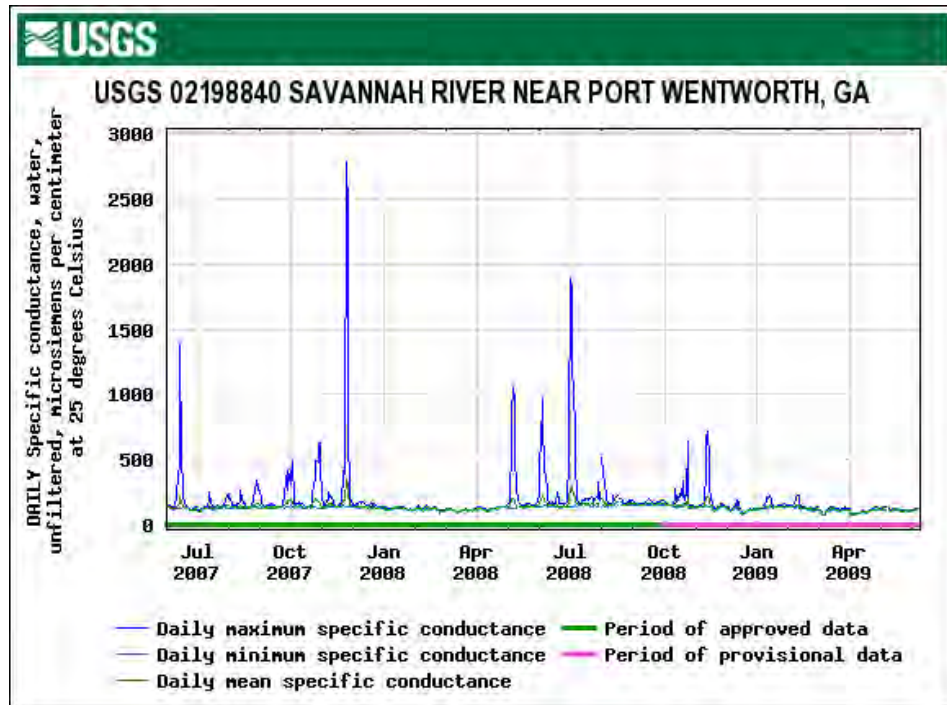 USGS
USGS 02198840 SAVANNAH RIVER NEAR PORT WENTWORTH, GA
DAILY Specific conductance, water,
unfiltered, microsiemens per centimeter
at 25 degrees Celsius
3000
2500
2000
1500
1000
500
0
Jul Oct Jan Apr Jul Oct Jan Apr
2007 2007 2008 2008 2008 2008 2009 2009
Daily maximum specific conductance Period of approved data
Daily minimum specific conductance Period of provisional data
Daily mean specific conductance